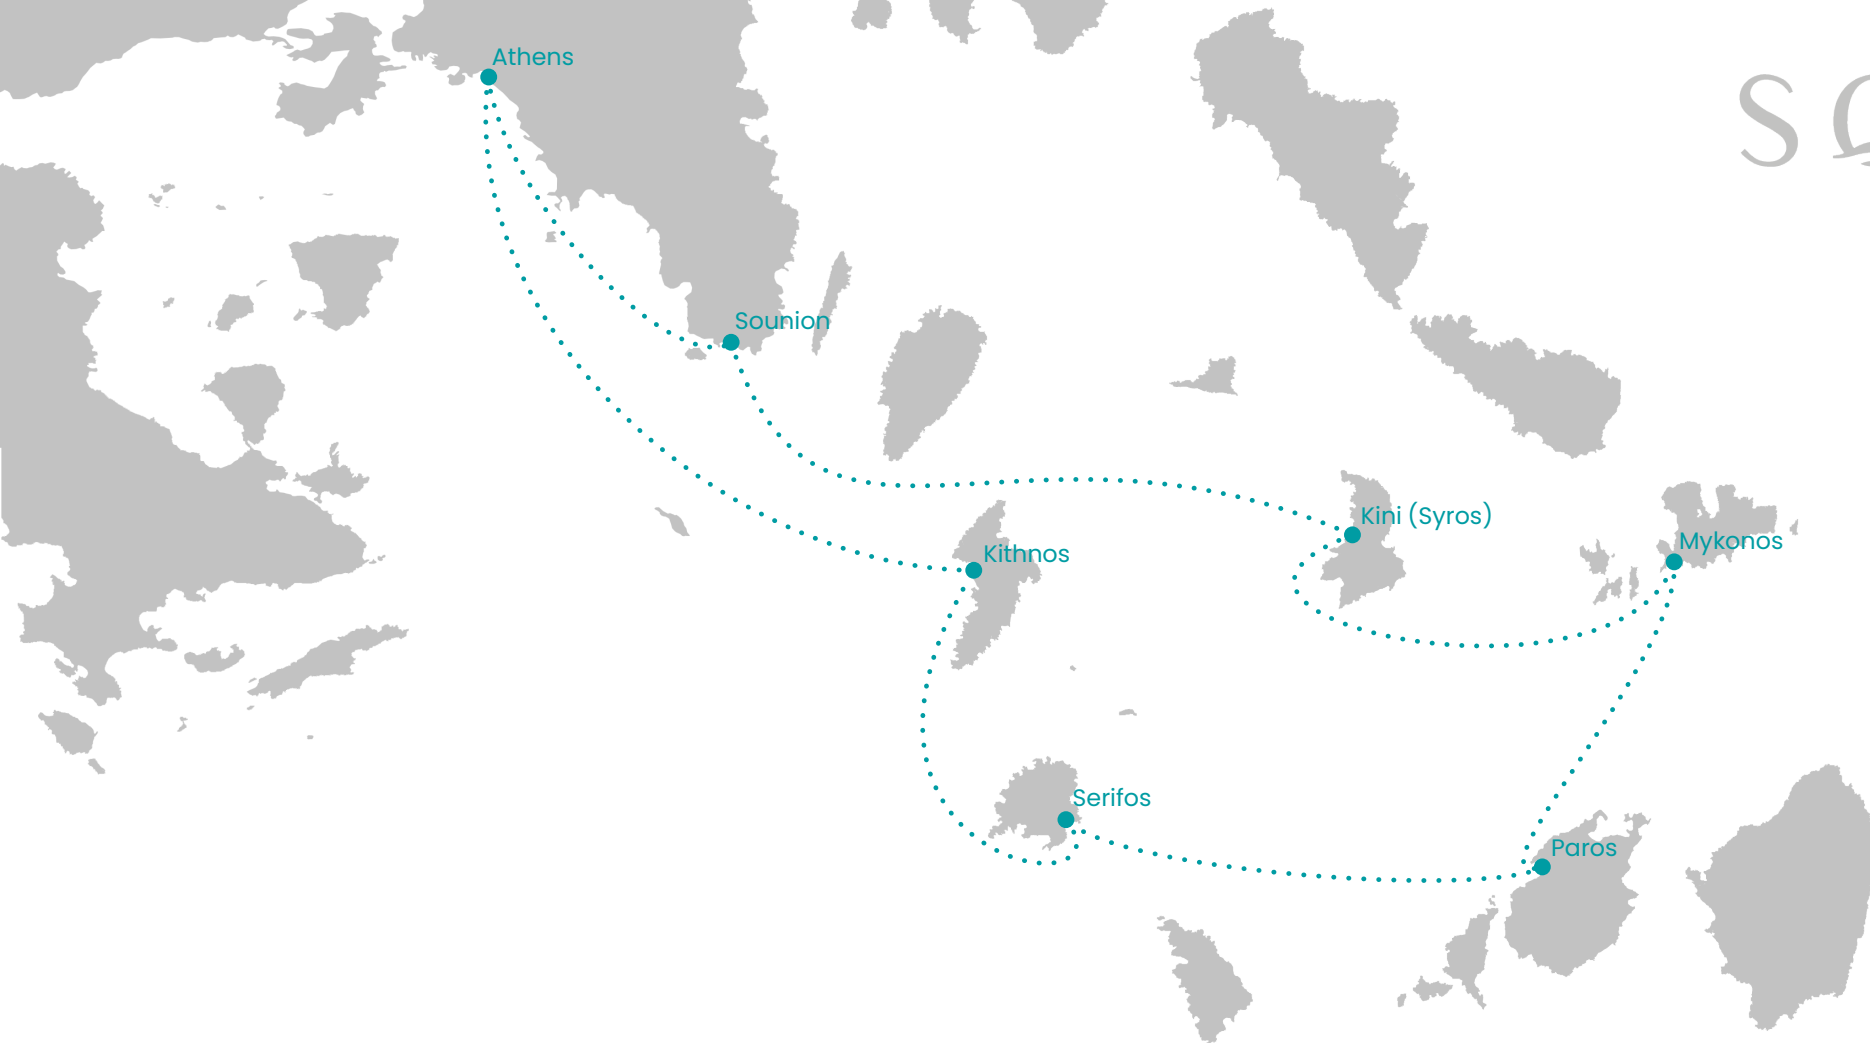 Athens
S
Sounion
Kini (Syros)
Mykonos
Kithnos
Serifos
Paros